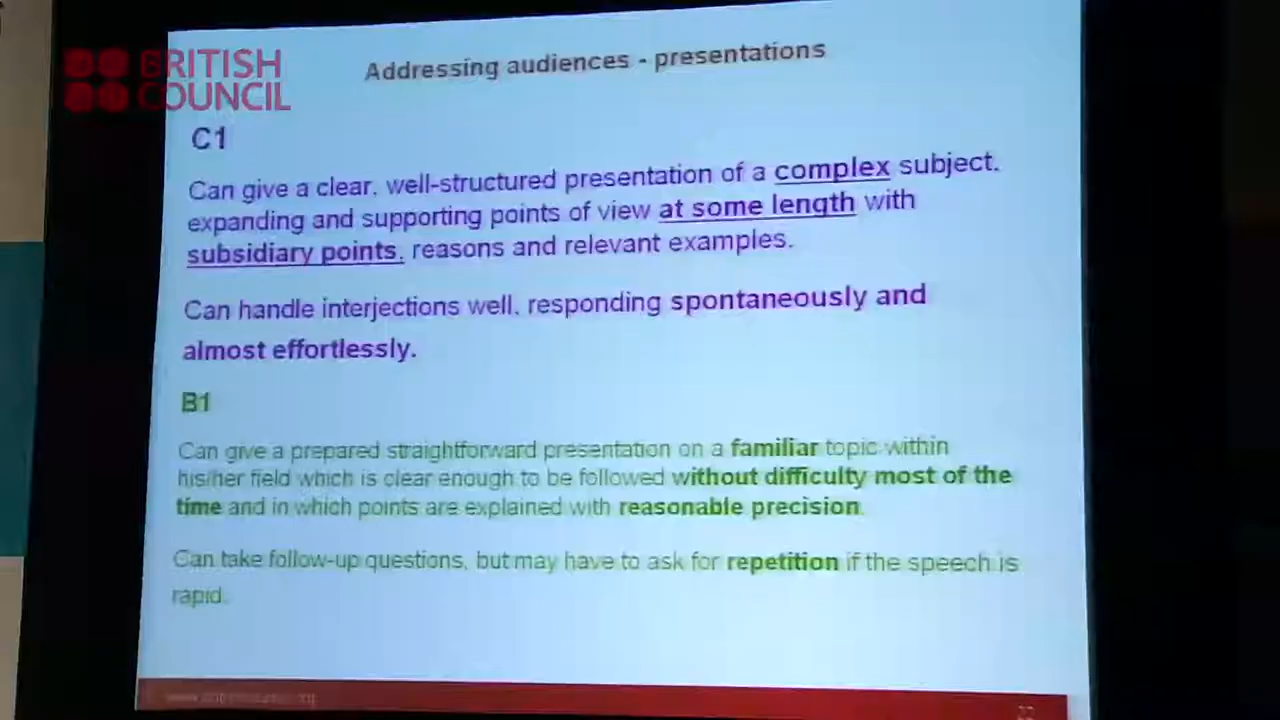 BRITISH
COUNCIL
Addressing audiences - presentations
C1
Can give a clear, well-structured presentation of a complex subject,
expanding and supporting points of view at some length with
subsidiary points, reasons and relevant examples.
Can handle interjections well, responding spontaneously and
almost effortlessly.
B1
Can give a prepared straightforward presentation on a familiar topic within
his/her field which is clear enough to be followed without difficulty most of the
time and in which points are explained with reasonable precision.
Can take follow-up questions, but may have to ask for repetition if the speech is
rapid.